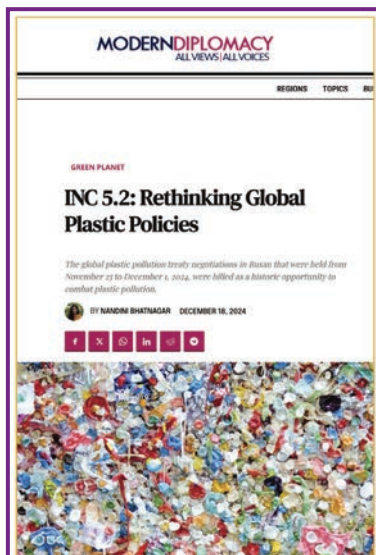 MODERNDIPLOMACY
ALL VIEWS | ALL VOICES
REGIONS TOPICS BU
GREEN PLANET
INC 5.2: Rethinking Global
Plastic Policies
The global plastic pollution treaty negotiations in Busan that were held from
November 25 to December 1, 2024, were billed as a historic opportunity to
combat plastic pollution.
BY NANDINI BHATNAGAR DECEMBER 18, 2024